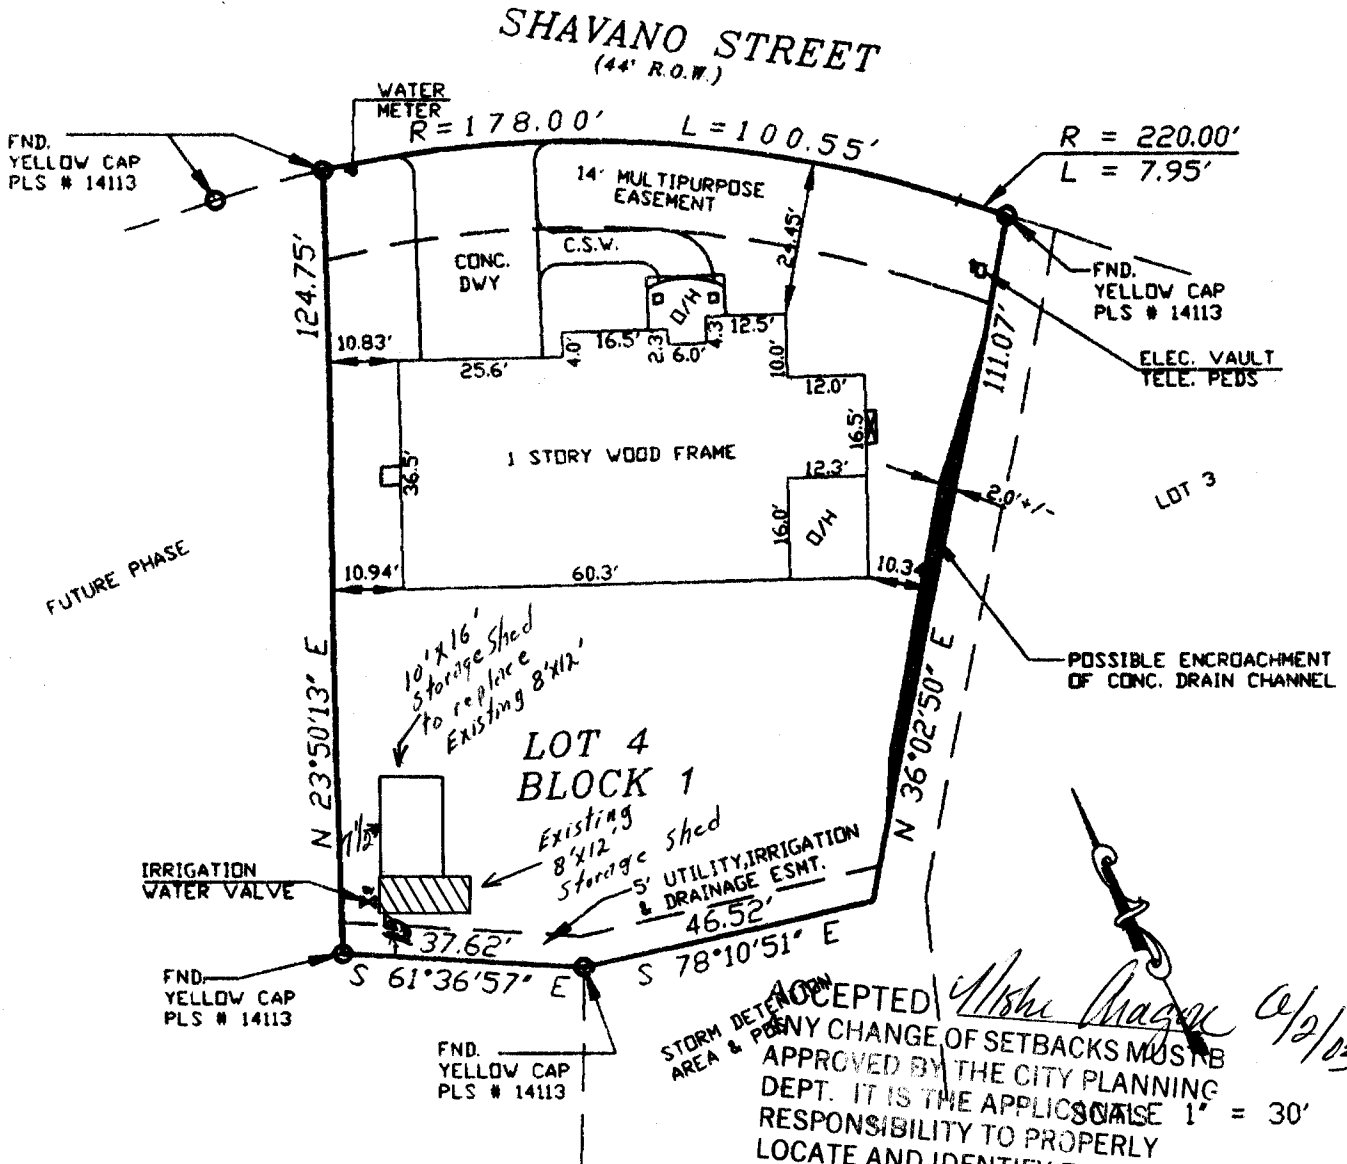 SHAVANO STREET
(44' R.O.W.)
WATER
METER
R = 178.00'
L = 100.55'
R = 220.00'
L = 7.95'
FND.
YELLOW CAP
PLS # 14113
14' MULTIPURPOSE
EASEMENT
24.45'
C.S.W.
CONC.
DWY
O/H
124.75'
FND.
YELLOW CAP
PLS # 14113
111.07'
ELEC. VAULT
TELE. PEDS
10.83'
25.6'
4.0'
16.5'
2.3'
6.0'
4.3'
12.5'
10.0'
12.0'
16.5'
1 STORY WOOD FRAME
36.5'
12.3'
16.0'
O/H
2.0'+/-
LOT 3
FUTURE PHASE
10.94'
60.3'
10.3
10'X16'
Storage Shed
to replace
Existing 8'X12'
POSSIBLE ENCROACHMENT
OF CONC. DRAIN CHANNEL
N 23°50'13" E
N 36°02'50" E
LOT 4
BLOCK 1
Existing
8'X12'
Storage Shed
7 1/2'
5' UTILITY,IRRIGATION
& DRAINAGE ESMT.
IRRIGATION
WATER VALVE
37.62'
46.52'
S 61°36'57" E
S 78°10'51" E
FND.
YELLOW CAP
PLS # 14113
FND.
YELLOW CAP
PLS # 14113
STORM DETENTION
AREA &
ACCEPTED
ANY CHANGE OF SETBACKS MUST B
APPROVED BY THE CITY PLANNING
DEPT. IT IS THE APPLICANT'S
SCALE 1" = 30'
RESPONSIBILITY TO PROPERLY
LOCATE AND IDENTIFY